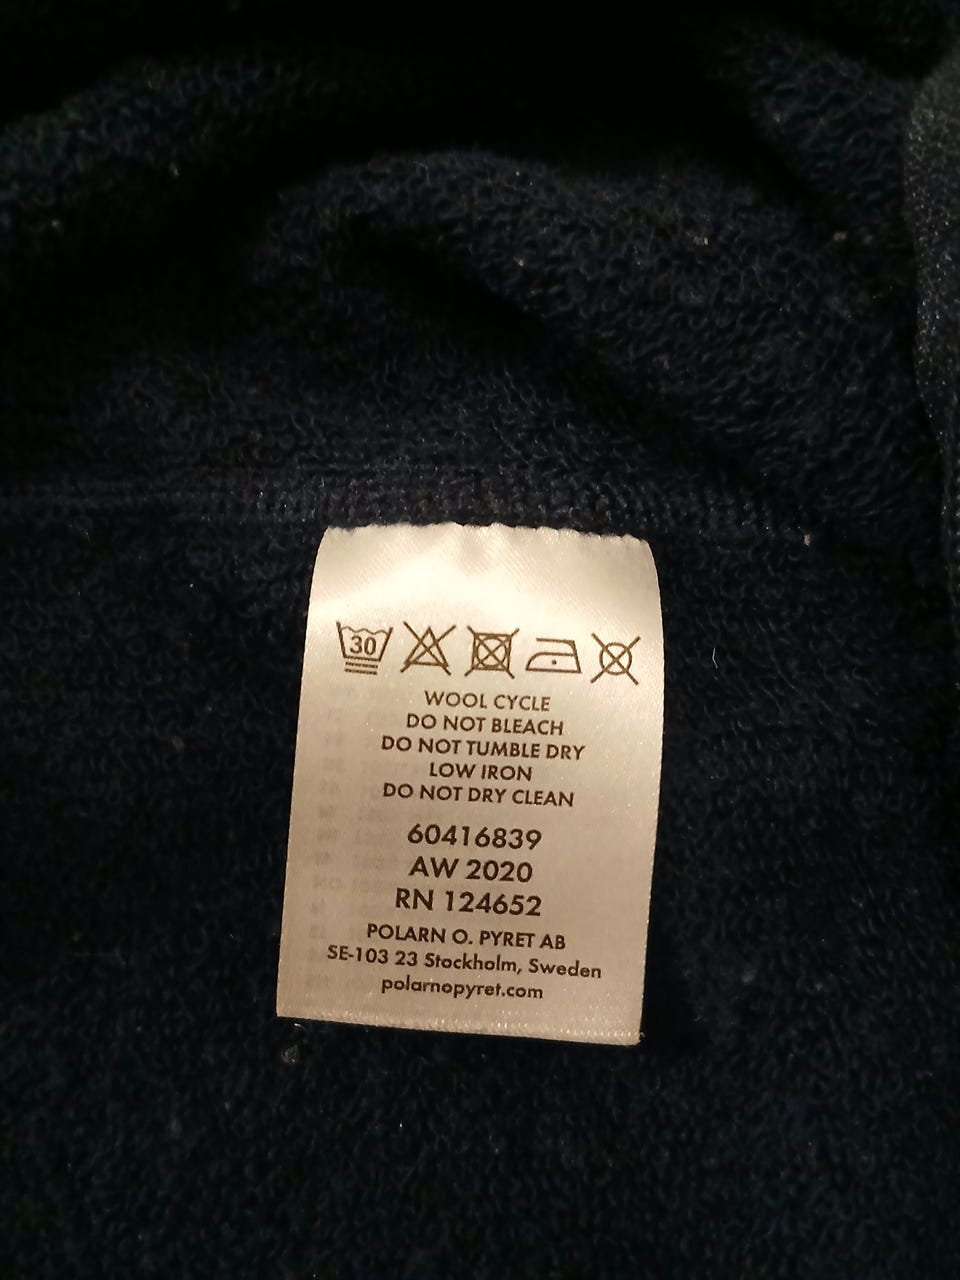 30
WOOL CYCLE
DO NOT BLEACH
DO NOT TUMBLE DRY
LOW IRON
DO NOT DRY CLEAN
60416839
AW 2020
RN 124652
POLARN O. PYRET AB
SE-103 23 Stockholm, Sweden
polarnopyret.com